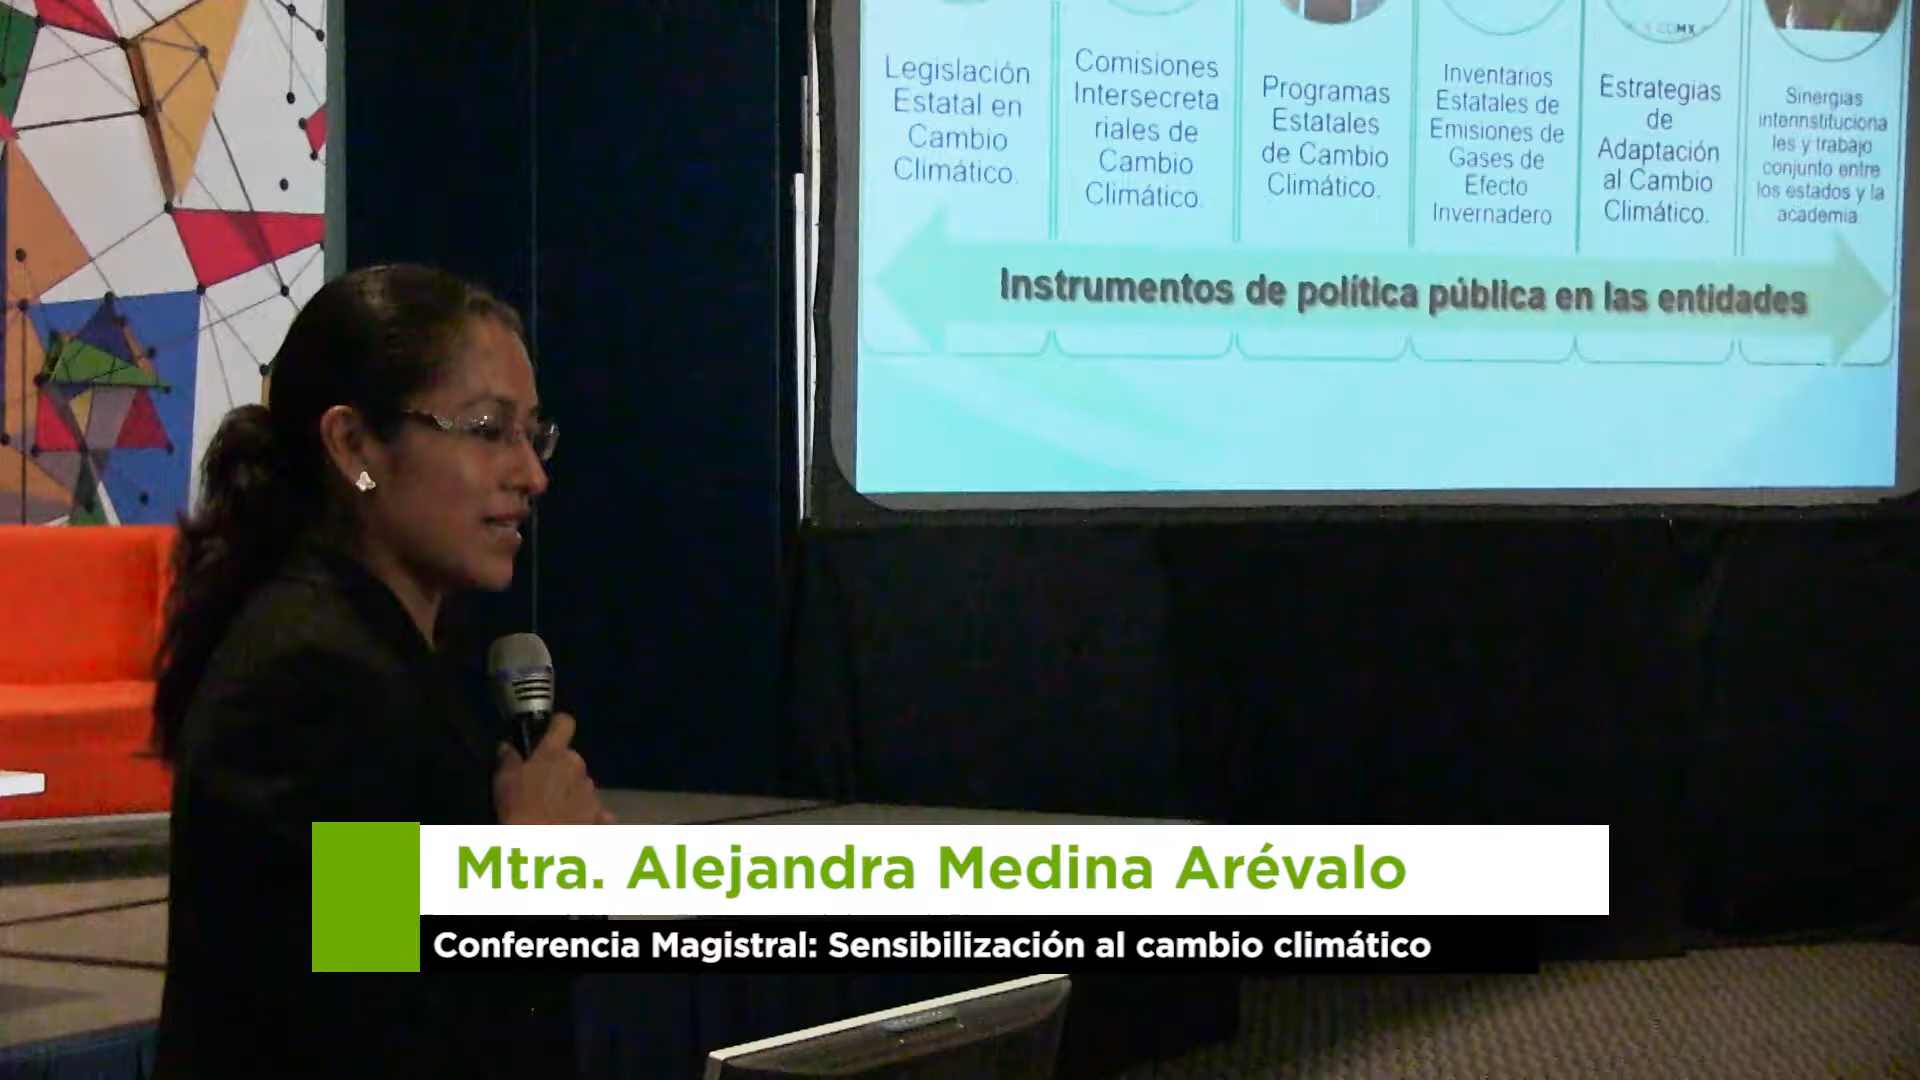 CDMX
Legislación
Estatal en
Cambio
Climático.
Comisiones
Intersecreta
riales de
Cambio
Climático.
Programas
Estatales
de Cambio
Climático.
Inventarios
Estatales de
Emisiones de
Gases de
Efecto
Invernadero
Estrategias
de
Adaptación
al Cambio
Climático.
Sinergias
interinstituciona
les y trabajo
conjunto entre
los estados y la
academia
Instrumentos de política pública en las entidades
Mtra. Alejandra Medina Arévalo
Conferencia Magistral: Sensibilización al cambio climático